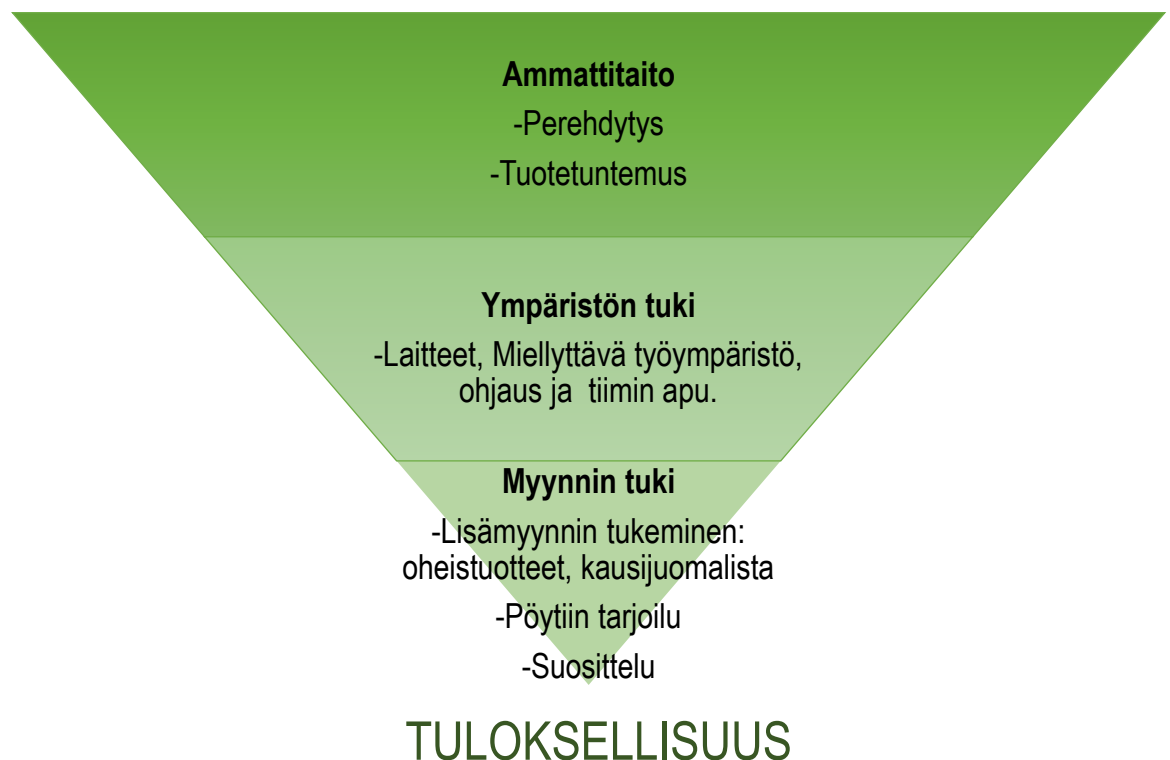 Ammattitaito
-Perehdytys
-Tuotetuntemus
Ympäristön tuki
-Laitteet, Miellyttävä työympäristö,
ohjaus ja  tiimin apu.
Myynnin tuki
-Lisämyynnin tukeminen:
oheistuotteet, kausijuomalista
-Pöytiin tarjoilu
-Suosittelu
TULOKSELLISUUS